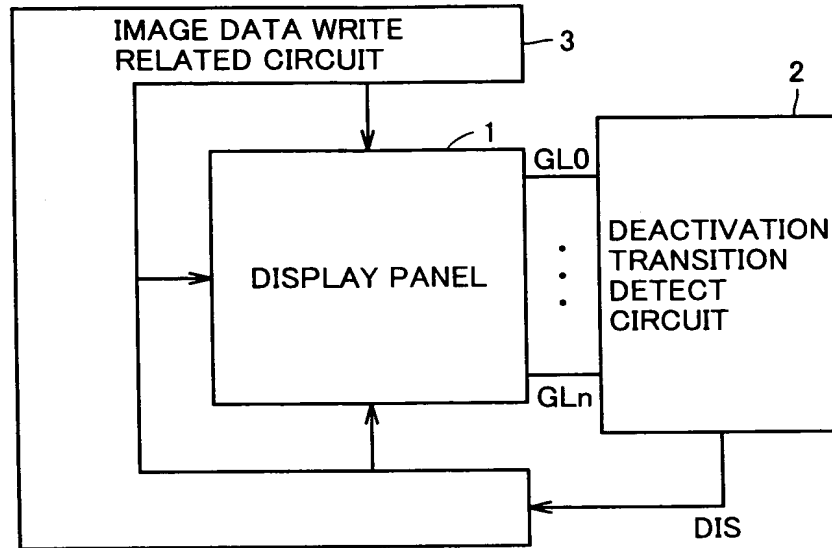 IMAGE DATA WRITE
RELATED CIRCUIT
3
2
1
GL0
DISPLAY PANEL
DEACTIVATION
TRANSITION
DETECT
CIRCUIT
GLn
DIS